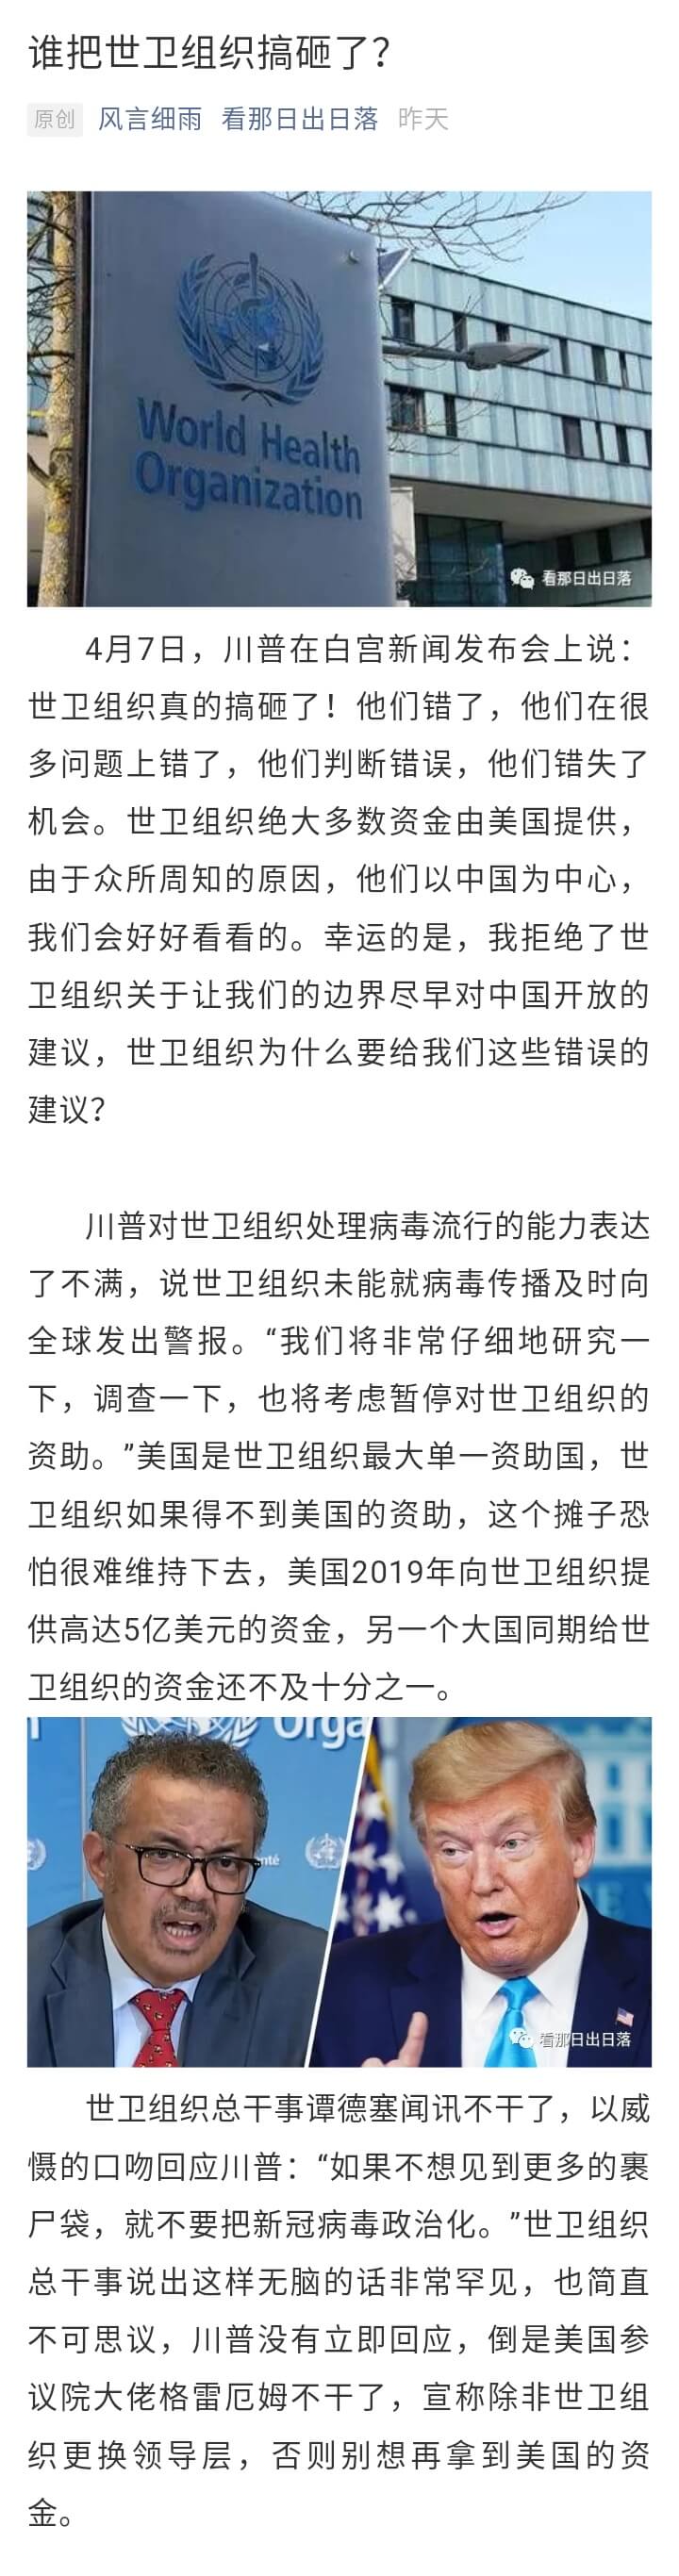 谁把世卫组织搞砸了？
原创 风言细雨 看那日出日落 昨天
World Health
Organization
看那日出日落
4月7日，川普在白宫新闻发布会上说：
世卫组织真的搞砸了！他们错了，他们在很
多问题上错了，他们判断错误，他们错失了
机会。世卫组织绝大多数资金由美国提供，
由于众所周知的原因，他们以中国为中心，
我们会好好看看的。幸运的是，我拒绝了世
卫组织关于让我们的边界尽早对中国开放的
建议，世卫组织为什么要给我们这些错误的
建议？
川普对世卫组织处理病毒流行的能力表达
了不满，说世卫组织未能就病毒传播及时向
全球发出警报。“我们将非常仔细地研究一
下，调查一下，也将考虑暂停对世卫组织的
资助。”美国是世卫组织最大单一资助国，世
卫组织如果得不到美国的资助，这个摊子恐
怕很难维持下去，美国2019年向世卫组织提
供高达5亿美元的资金，另一个大国同期给世
卫组织的资金还不及十分之一。
Orga
nté
看那日出日落
世卫组织总干事谭德塞闻讯不干了，以威
慑的口吻回应川普：“如果不想见到更多的裹
尸袋，就不要把新冠病毒政治化。”世卫组织
总干事说出这样无脑的话非常罕见，也简直
不可思议，川普没有立即回应，倒是美国参
议院大佬格雷厄姆不干了，宣称除非世卫组
织更换领导层，否则别想再拿到美国的资
金。